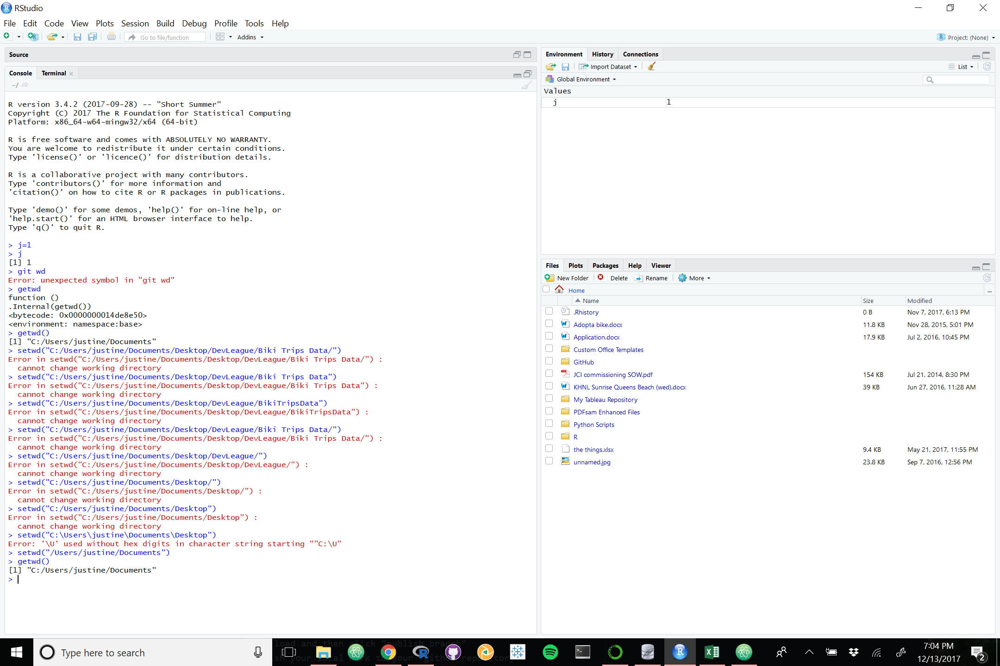 RStudio
File Edit Code View Plots Session Build Debug Profile Tools Help
Go to file/function Addins Project: (None)
Source
Console Terminal
~/
R version 3.4.2 (2017-09-28) -- "Short Summer"
Copyright (C) 2017 The R Foundation for Statistical Computing
Platform: x86_64-w64-mingw32/x64 (64-bit)
R is free software and comes with ABSOLUTELY NO WARRANTY.
You are welcome to redistribute it under certain conditions.
Type 'license()' or 'licence()' for distribution details.
R is a collaborative project with many contributors.
Type 'contributors()' for more information and
'citation()' on how to cite R or R packages in publications.
Type 'demo()' for some demos, 'help()' for on-line help, or
'help.start()' for an HTML browser interface to help.
Type 'q()' to quit R.
> j=1
> j
[1] 1
> git wd
Error: unexpected symbol in "git wd"
> getwd
function ()
.Internal(getwd())
<bytecode: 0x0000000014de8e50>
<environment: namespace:base>
> getwd()
[1] "C:/Users/justine/Documents"
> setwd("C:/Users/justine/Documents/Desktop/DevLeague/Biki Trips Data/")
Error in setwd("C:/Users/justine/Documents/Desktop/DevLeague/Biki Trips Data/") :
cannot change working directory
> setwd("C:/Users/justine/Documents/Desktop/DevLeague/Biki Trips Data")
Error in setwd("C:/Users/justine/Documents/Desktop/DevLeague/Biki Trips Data") :
cannot change working directory
> setwd("C:/Users/justine/Documents/Desktop/DevLeague/BikiTripsData")
Error in setwd("C:/Users/justine/Documents/Desktop/DevLeague/BikiTripsData") :
cannot change working directory
> setwd("C:/Users/justine/Documents/Desktop/DevLeague/Biki Trips Data/")
Error in setwd("C:/Users/justine/Documents/Desktop/DevLeague/Biki Trips Data/") :
cannot change working directory
> setwd("C:/Users/justine/Documents/Desktop/DevLeague/")
Error in setwd("C:/Users/justine/Documents/Desktop/DevLeague/") :
cannot change working directory
> setwd("C:/Users/justine/Documents/Desktop/")
Error in setwd("C:/Users/justine/Documents/Desktop/") :
cannot change working directory
> setwd("C:/Users/justine/Documents/Desktop")
Error in setwd("C:/Users/justine/Documents/Desktop") :
cannot change working directory
> setwd("C:\Users\justine\Documents\Desktop")
Error: '\U' used without hex digits in character string starting ""C:\U"
> setwd("/Users/justine/Documents")
> getwd()
[1] "C:/Users/justine/Documents"
>
Environment History Connections
Import Dataset List
Global Environment
Values
j 1
Files Plots Packages Help Viewer
New Folder Delete Rename More
Home ...
Name Size Modified
.Rhistory 0 B Nov 7, 2017, 6:13 PM
Adopta bike.docx 11.8 KB Nov 28, 2015, 5:01 PM
Application.docx 17.9 KB Jul 2, 2016, 10:45 PM
Custom Office Templates
GitHub
JCI commissioning SOW.pdf 154 KB Jul 21, 2014, 8:30 PM
KHNL Sunrise Queens Beach (wed).docx 39 KB Jun 27, 2016, 11:28 AM
My Tableau Repository
PDFsam Enhanced Files
Python Scripts
R
the things.xlsx 9.4 KB May 21, 2017, 11:55 PM
unnamed.jpg 23.8 KB Sep 7, 2016, 12:56 PM
load and then click "publish branch"
Type here to search
7:04 PM
12/13/2017
2